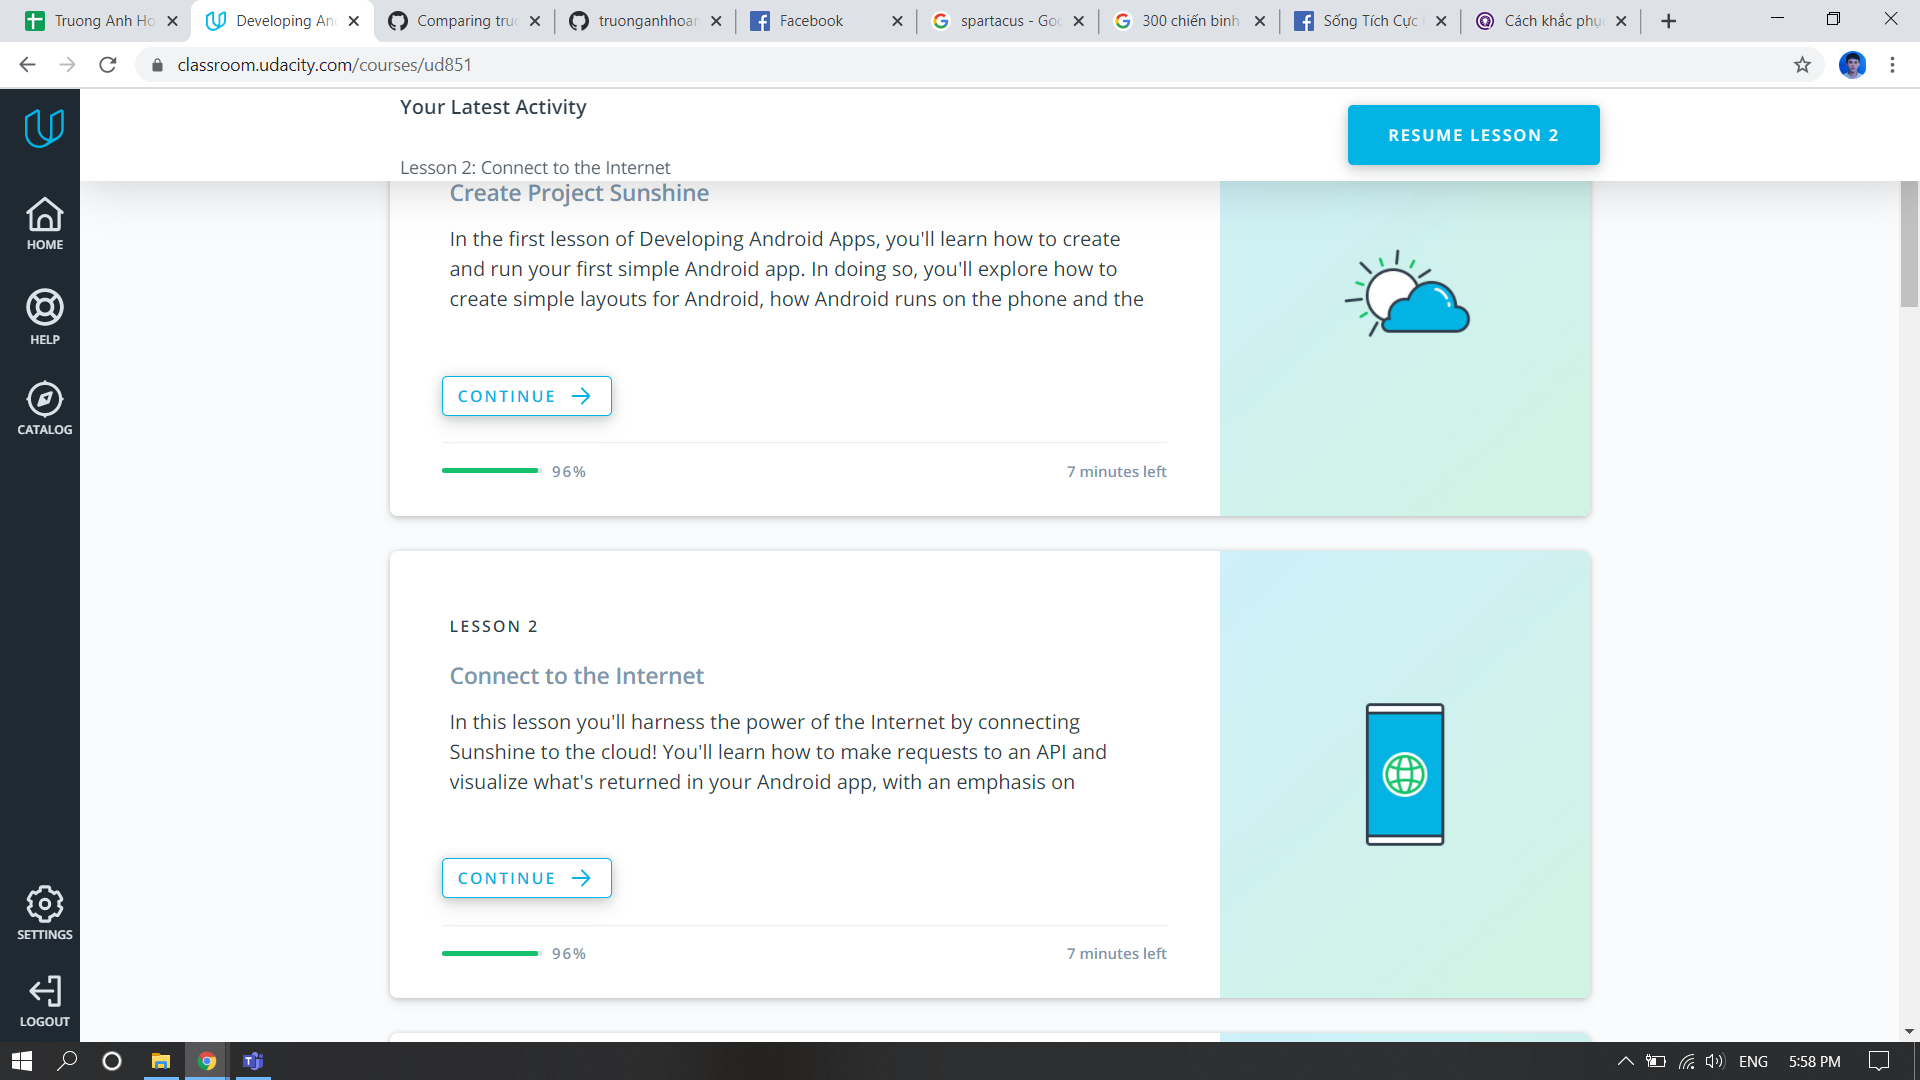 Truong Anh Ho
Developing An
Comparing tru
truonganhhoan
Facebook
spartacus - Goo
300 chiến binh
Sống Tích Cực
Cách khắc phụ
classroom.udacity.com/courses/ud851
Your Latest Activity
Lesson 2: Connect to the Internet
RESUME LESSON 2
HOME
HELP
CATALOG
SETTINGS
LOGOUT
Create Project Sunshine
In the first lesson of Developing Android Apps, you'll learn how to create
and run your first simple Android app. In doing so, you'll explore how to
create simple layouts for Android, how Android runs on the phone and the
CONTINUE
96%
7 minutes left
LESSON 2
Connect to the Internet
In this lesson you'll harness the power of the Internet by connecting
Sunshine to the cloud! You'll learn how to make requests to an API and
visualize what's returned in your Android app, with an emphasis on
CONTINUE
96%
7 minutes left
ENG
5:58 PM